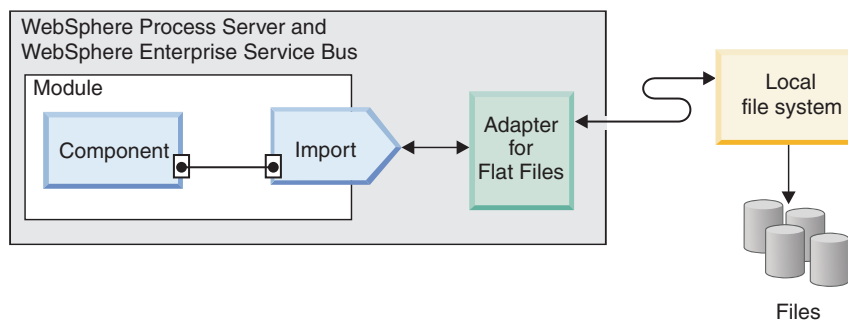 WebSphere Process Server and
WebSphere Enterprise Service Bus
Module
Component
Import
Adapter
for
Flat Files
Local
file system
Files